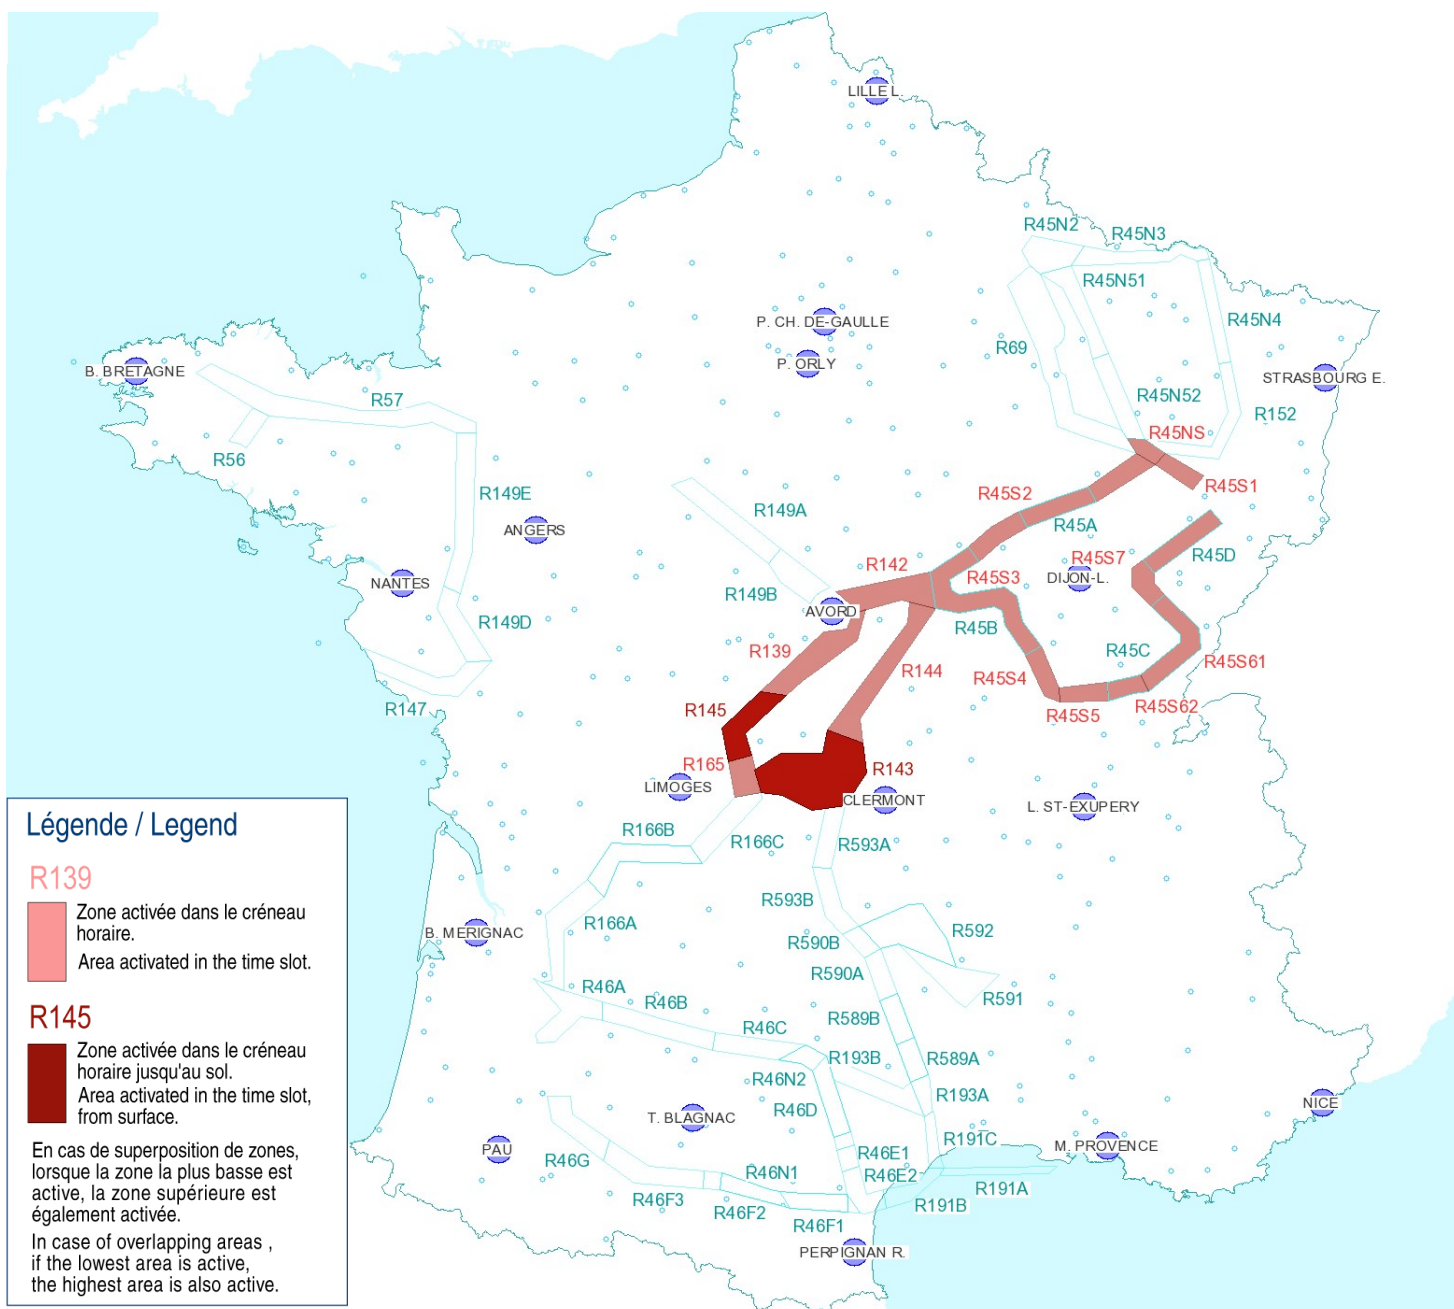 LILLE L.
R45N2
R45N3
R45N51
P. CH. DE-GAULLE
R45N4
R69
P. ORLY
B. BRETAGNE
STRASBOURG E.
R57
R45N52
R152
R45NS
R56
R45S1
R149E
R45S2
R149A
R45A
ANGERS
R45S7
R45D
R142
R45S3
DIJON-L.
NANTES
R149B
AVORD
R149D
R45B
R139
R45C
R45S61
R144
R45S4
R145
R147
R45S5
R45S62
R165
R143
LIMOGES
CLERMONT
L. ST-EXUPERY
R166B
R166C
R593A
R593B
R166A
B. MERIGNAC
R590B
R592
R590A
R46A
R46B
R591
R46C
R589B
R193B
R589A
R46N2
R193A
R46D
T. BLAGNAC
NICE
R191C
PAU
M. PROVENCE
R46E1
R46G
R46N1
R46E2
R191A
R46F3
R46F2
R191B
R46F1
PERPIGNAN R.
Légende / Legend
R139
Zone activée dans le créneau
horaire.
Area activated in the time slot.
R145
Zone activée dans le créneau
horaire jusqu'au sol.
Area activated in the time slot,
from surface.
En cas de superposition de zones,
lorsque la zone la plus basse est
active, la zone supérieure est
également activée.
In case of overlapping areas ,
if the lowest area is active,
the highest area is also active.